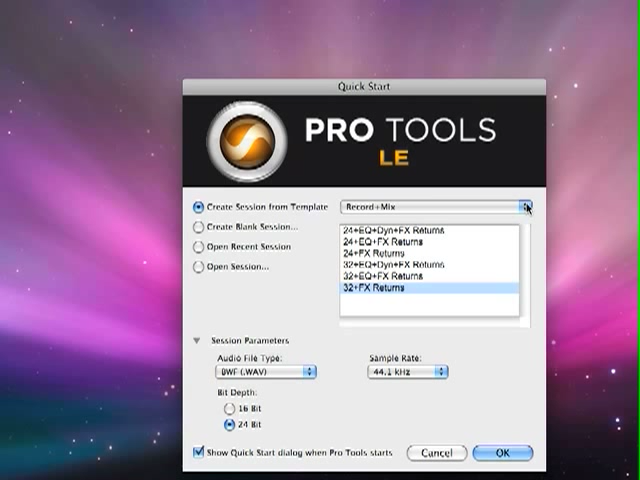 Quick Start
PRO TOOLS
LE
Create Session from Template
Record+Mix
Create Blank Session...
Open Recent Session
Open Session...
24+EQ+Dyn+FX Returns
24+EQ+FX Returns
24+FX Returns
32+EQ+Dyn+FX Returns
32+EQ+FX Returns
32+FX Returns
Session Parameters
Audio File Type:
Sample Rate:
BWF (.WAV)
44.1 kHz
Bit Depth:
16 Bit
24 Bit
Show Quick Start dialog when Pro Tools starts
Cancel
OK